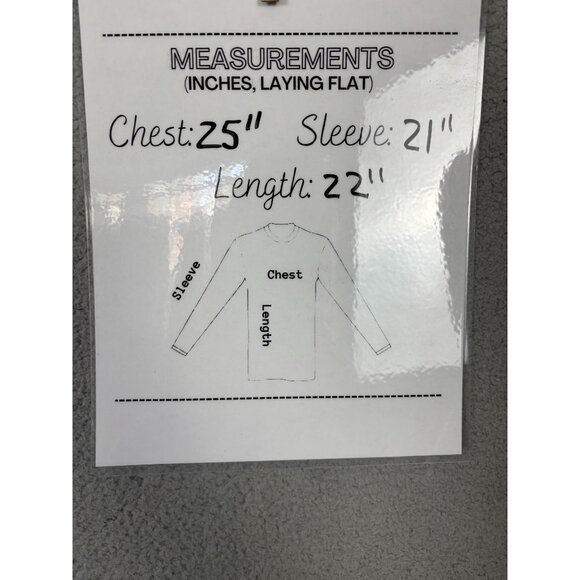 MEASUREMENTS
(INCHES, LAYING FLAT)
Chest: 25" Sleeve: 21"
Length: 22"
Sleeve
Chest
Length